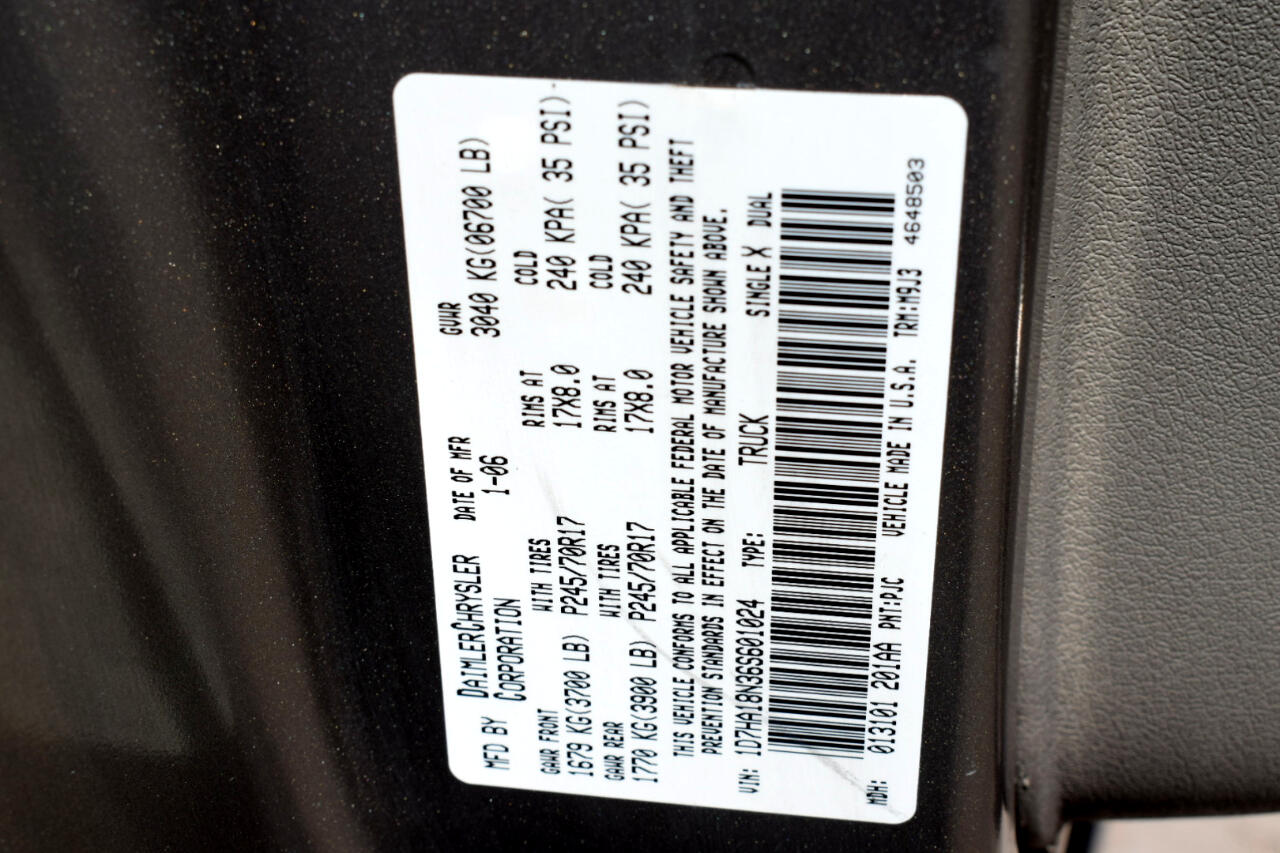 MFD BY DAIMLERCHRYSLER CORPORATION DATE OF MFR 1-06 GVWR 3040 KG(06700 LB)
GAWR FRONT WITH TIRES RIMS AT COLD
1679 KG(3700 LB) P245/70R17 17X8.0 240 KPA( 35 PSI)
GAWR REAR WITH TIRES RIMS AT COLD
1770 KG(3900 LB) P245/70R17 17X8.0 240 KPA( 35 PSI)
THIS VEHICLE CONFORMS TO ALL APPLICABLE FEDERAL MOTOR VEHICLE SAFETY AND THEFT
PREVENTION STANDARDS IN EFFECT ON THE DATE OF MANUFACTURE SHOWN ABOVE.
VIN: 1D7HA18N36S601024 TYPE: TRUCK SINGLE X DUAL
MDH: 013101 201AA PNT:PJC VEHICLE MADE IN U.S.A. TRM:M9J3 4648503